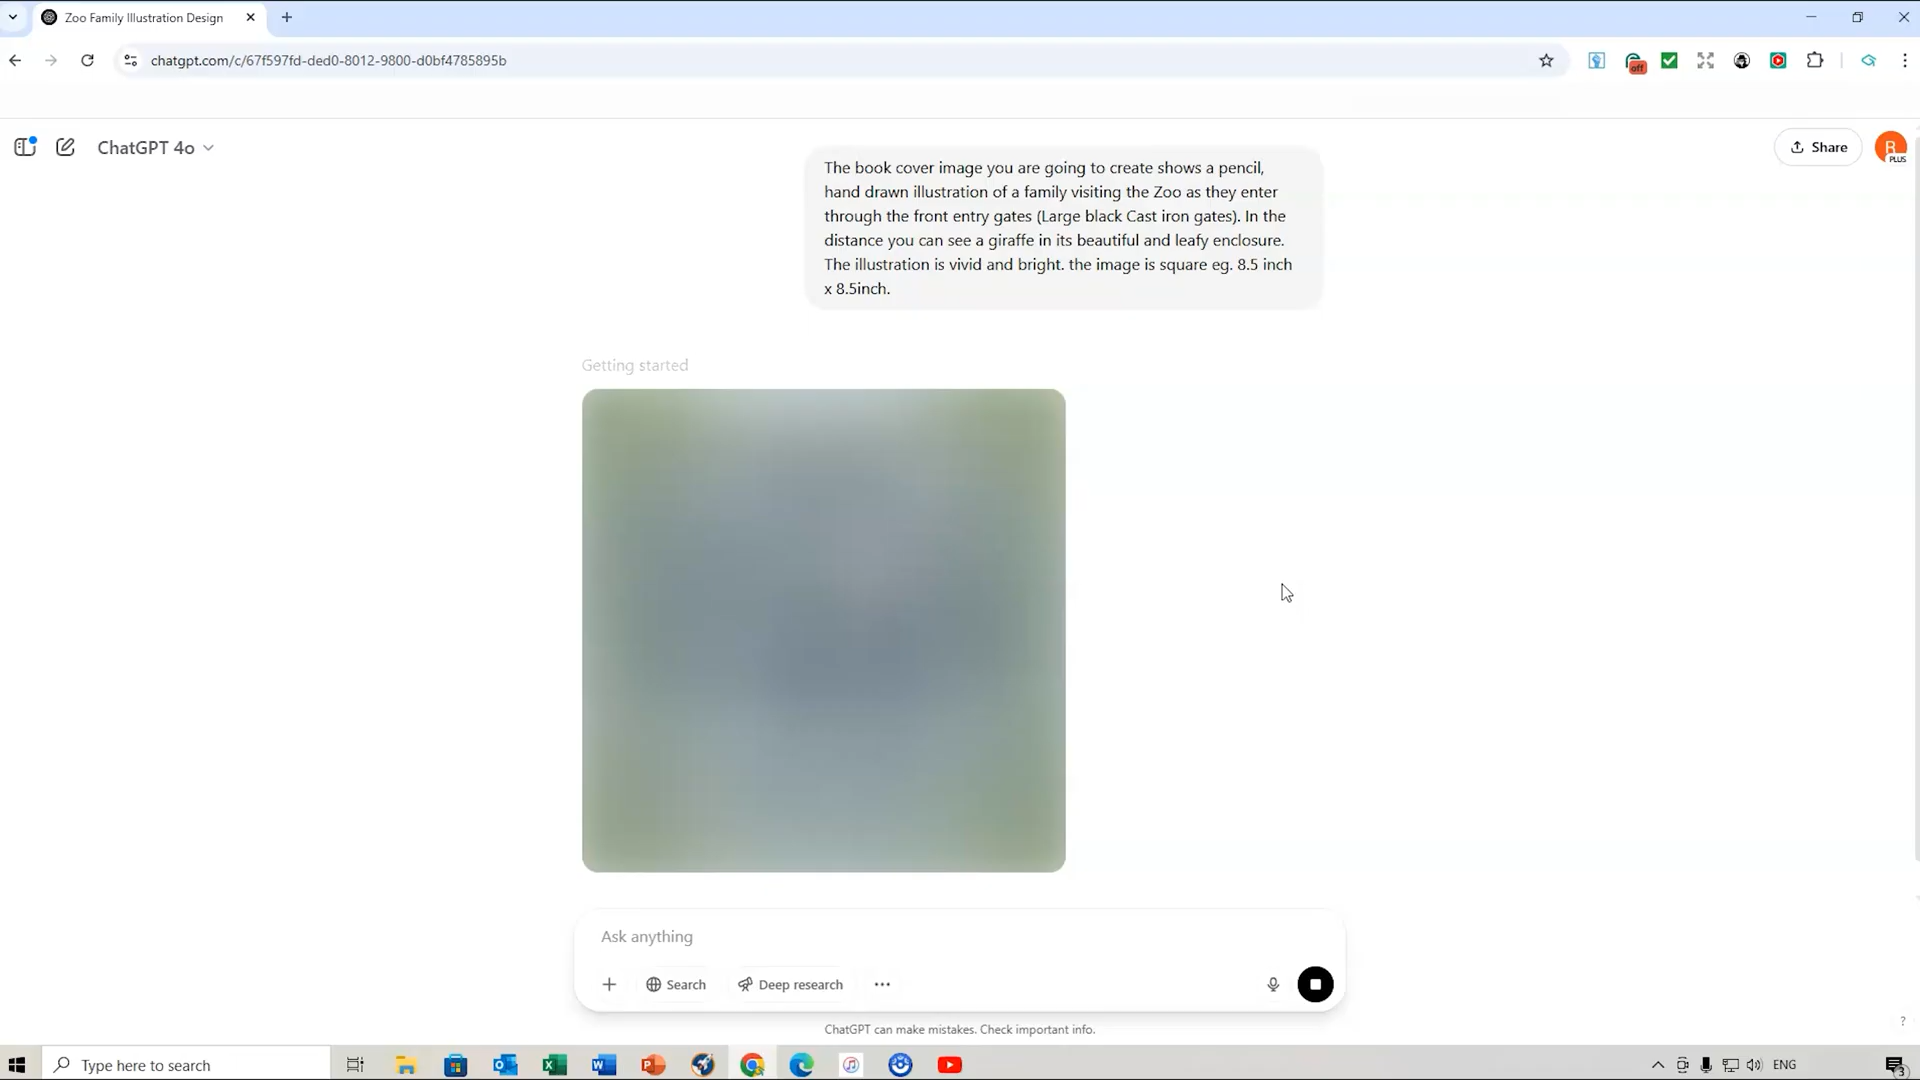 Zoo Family Illustration Design
chatgpt.com/c/67f597fd-ded0-8012-9800-d0bf4785895b
off
ChatGPT 4o
Share
R
PLUS
The book cover image you are going to create shows a pencil,
hand drawn illustration of a family visiting the Zoo as they enter
through the front entry gates (Large black Cast iron gates). In the
distance you can see a giraffe in its beautiful and leafy enclosure.
The illustration is vivid and bright. the image is square eg. 8.5 inch
x 8.5inch.
Getting started
Ask anything
Search
Deep research
ChatGPT can make mistakes. Check important info.
?
Type here to search
ENG
3